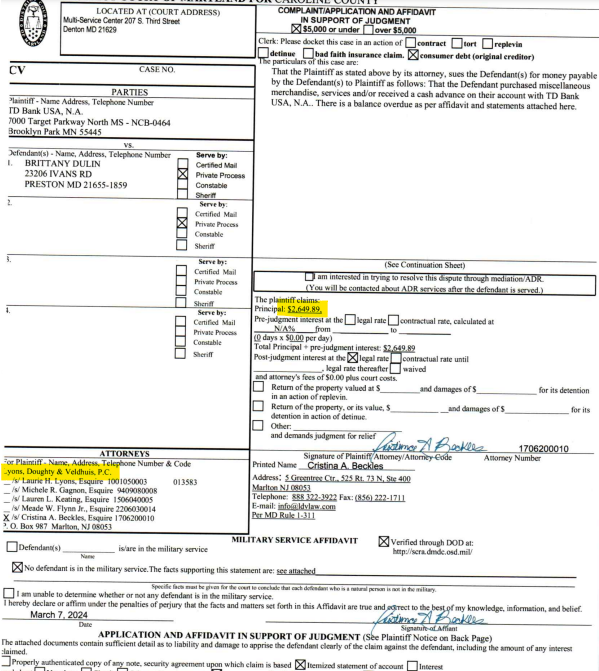 LOCATED AT (COURT ADDRESS)
Multi-Service Center 207 S. Third Street
Denton MD 21629
COMPLAINT/APPLICATION AND AFFIDAVIT
IN SUPPORT OF JUDGMENT
$5,000 or under over $5,000
Clerk: Please docket this case in an action of contract tort replevin
detinue bad faith insurance claim. consumer debt (original creditor)
The particulars of this case are:
That the Plaintiff as stated above by its attorney, sues the Defendant(s) for money payable
by the Defendant(s) to Plaintiff as follows: That the Defendant purchased miscellaneous
merchandise, services and/or received a cash advance on their account with TD Bank
USA, N.A.. There is a balance overdue as per affidavit and statements attached here.
CV CASE NO.
PARTIES
Plaintiff - Name Address, Telephone Number
TD Bank USA, N.A.
7000 Target Parkway North MS - NCB-0464
Brooklyn Park MN 55445
vs.
Defendant(s) - Name, Address, Telephone Number
1. BRITTANY DULIN
23206 IVANS RD
PRESTON MD 21655-1859
Serve by:
Certified Mail
Private Process
Constable
Sheriff
2.
Serve by:
Certified Mail
Private Process
Constable
Sheriff
3.
Serve by:
Certified Mail
Private Process
Constable
Sheriff
4.
Serve by:
Certified Mail
Private Process
Constable
Sheriff
(See Continuation Sheet)
I am interested in trying to resolve this dispute through mediation/ADR.
(You will be contacted about ADR services after the defendant is served.)
The plaintiff claims:
Principal: $2,649.89.
Pre-judgment interest at the legal rate contractual rate, calculated at
N/A% from to
(0 days x $0.00 per day)
Total Principal + pre-judgment interest: $2,649.89
Post-judgment interest at the legal rate contractual rate until
, legal rate thereafter waived
and attorney's fees of $0.00 plus court costs.
Return of the property valued at $ and damages of $ for its detention
in an action of replevin.
Return of the property, or its value, $ and damages of $ for its
detention in action of detinue.
Other:
and demands judgment for relief
Cristina A Beckles 1706200010
Signature of Plaintiff/Attorney/Attorney Code Attorney Code
Printed Name Cristina A. Beckles
Address: 5 Greentree Ctr., 525 Rt. 73 N, Ste 400
Marlton NJ 08053
Telephone: 888 322-3922 Fax: (856) 222-1711
E-mail: info@ldvlaw.com
Per MD Rule 1-311
ATTORNEYS
For Plaintiff - Name, Address, Telephone Number & Code
Lyons, Doughty & Veldhuis, P.C.
/s/ Laurie H. Lyons, Esquire 1001050003 013583
/s/ Michele R. Gagnon, Esquire 9409080008
/s/ Lauren L. Keating, Esquire 1506040005
/s/ Meade W. Flynn Jr., Esquire 2206030014
X /s/ Cristina A. Beckles, Esquire 1706200010
P. O. Box 987 Marlton, NJ 08053
MILITARY SERVICE AFFIDAVIT
Defendant(s) is/are in the military service
Name
Verified through DOD at:
http://scra.dmdc.osd.mil/
No defendant is in the military service.The facts supporting this statement are: see attached
Specific facts must be given for the court to conclude that each defendant who is a natural person is not in the military.
I am unable to determine whether or not any defendant is in the military service.
I hereby declare or affirm under the penalties of perjury that the facts and matters set forth in this Affidavit are true and correct to the best of my knowledge, information, and belief.
March 7, 2024 Cristina A Beckles
Date Signature of Affiant
APPLICATION AND AFFIDAVIT IN SUPPORT OF JUDGMENT (See Plaintiff Notice on Back Page)
The attached documents contain sufficient detail as to liability and damage to apprise the defendant clearly of the claim against the defendant, including the amount of any interest
claimed.
Properly authenticated copy of any note, security agreement upon which claim is based Itemized statement of account Interest